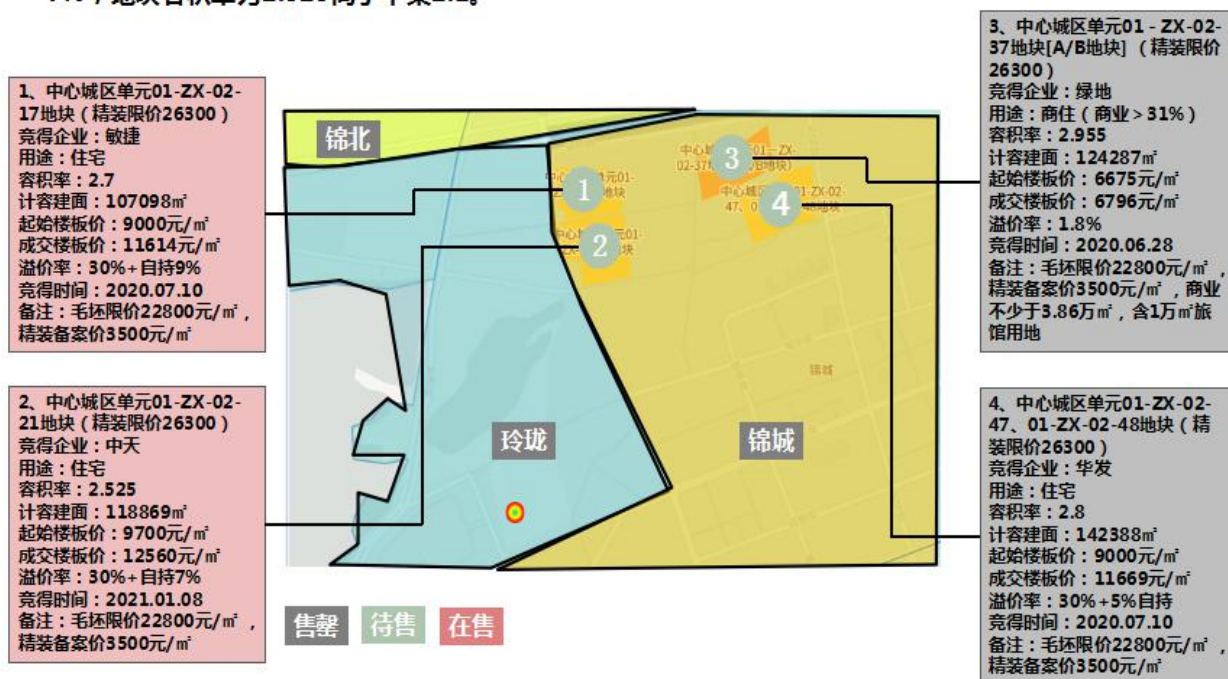 1、中心城区单元01-ZX-02-
17地块（精装限价26300）
竞得企业：敏捷
用途：住宅
容积率：2.7
计容建面：107098㎡
起始楼板价：9000元/㎡
成交楼板价：11614元/㎡
溢价率：30%+自持9%
竞得时间：2020.07.10
备注：毛坯限价22800元/㎡，
精装备案价3500元/㎡
2、中心城区单元01-ZX-02-
21地块（精装限价26300）
竞得企业：中天
用途：住宅
容积率：2.525
计容建面：118869㎡
起始楼板价：9700元/㎡
成交楼板价：12560元/㎡
溢价率：30%+自持7%
竞得时间：2021.01.08
备注：毛坯限价22800元/㎡，
精装备案价3500元/㎡
锦北
1
2
3
4
锦城
玲珑
锦城
售罄
待售
在售
3、中心城区单元01－ZX-02-
37地块[A/B地块]（精装限价
26300）
竞得企业：绿地
用途：商住（商业＞31%）
容积率：2.955
计容建面：124287㎡
起始楼板价：6675元/㎡
成交楼板价：6796元/㎡
溢价率：1.8%
竞得时间：2020.06.28
备注：毛坯限价22800元/㎡，
精装备案价3500元/㎡，商业
不少于3.86万㎡，含1万㎡旅
馆用地
4、中心城区单元01-ZX-02-
47、01-ZX-02-48地块（精
装限价26300）
竞得企业：华发
用途：住宅
容积率：2.8
计容建面：142388㎡
起始楼板价：9000元/㎡
成交楼板价：11669元/㎡
溢价率：30%+5%自持
竞得时间：2020.07.10
备注：毛坯限价22800元/㎡，
精装备案价3500元/㎡